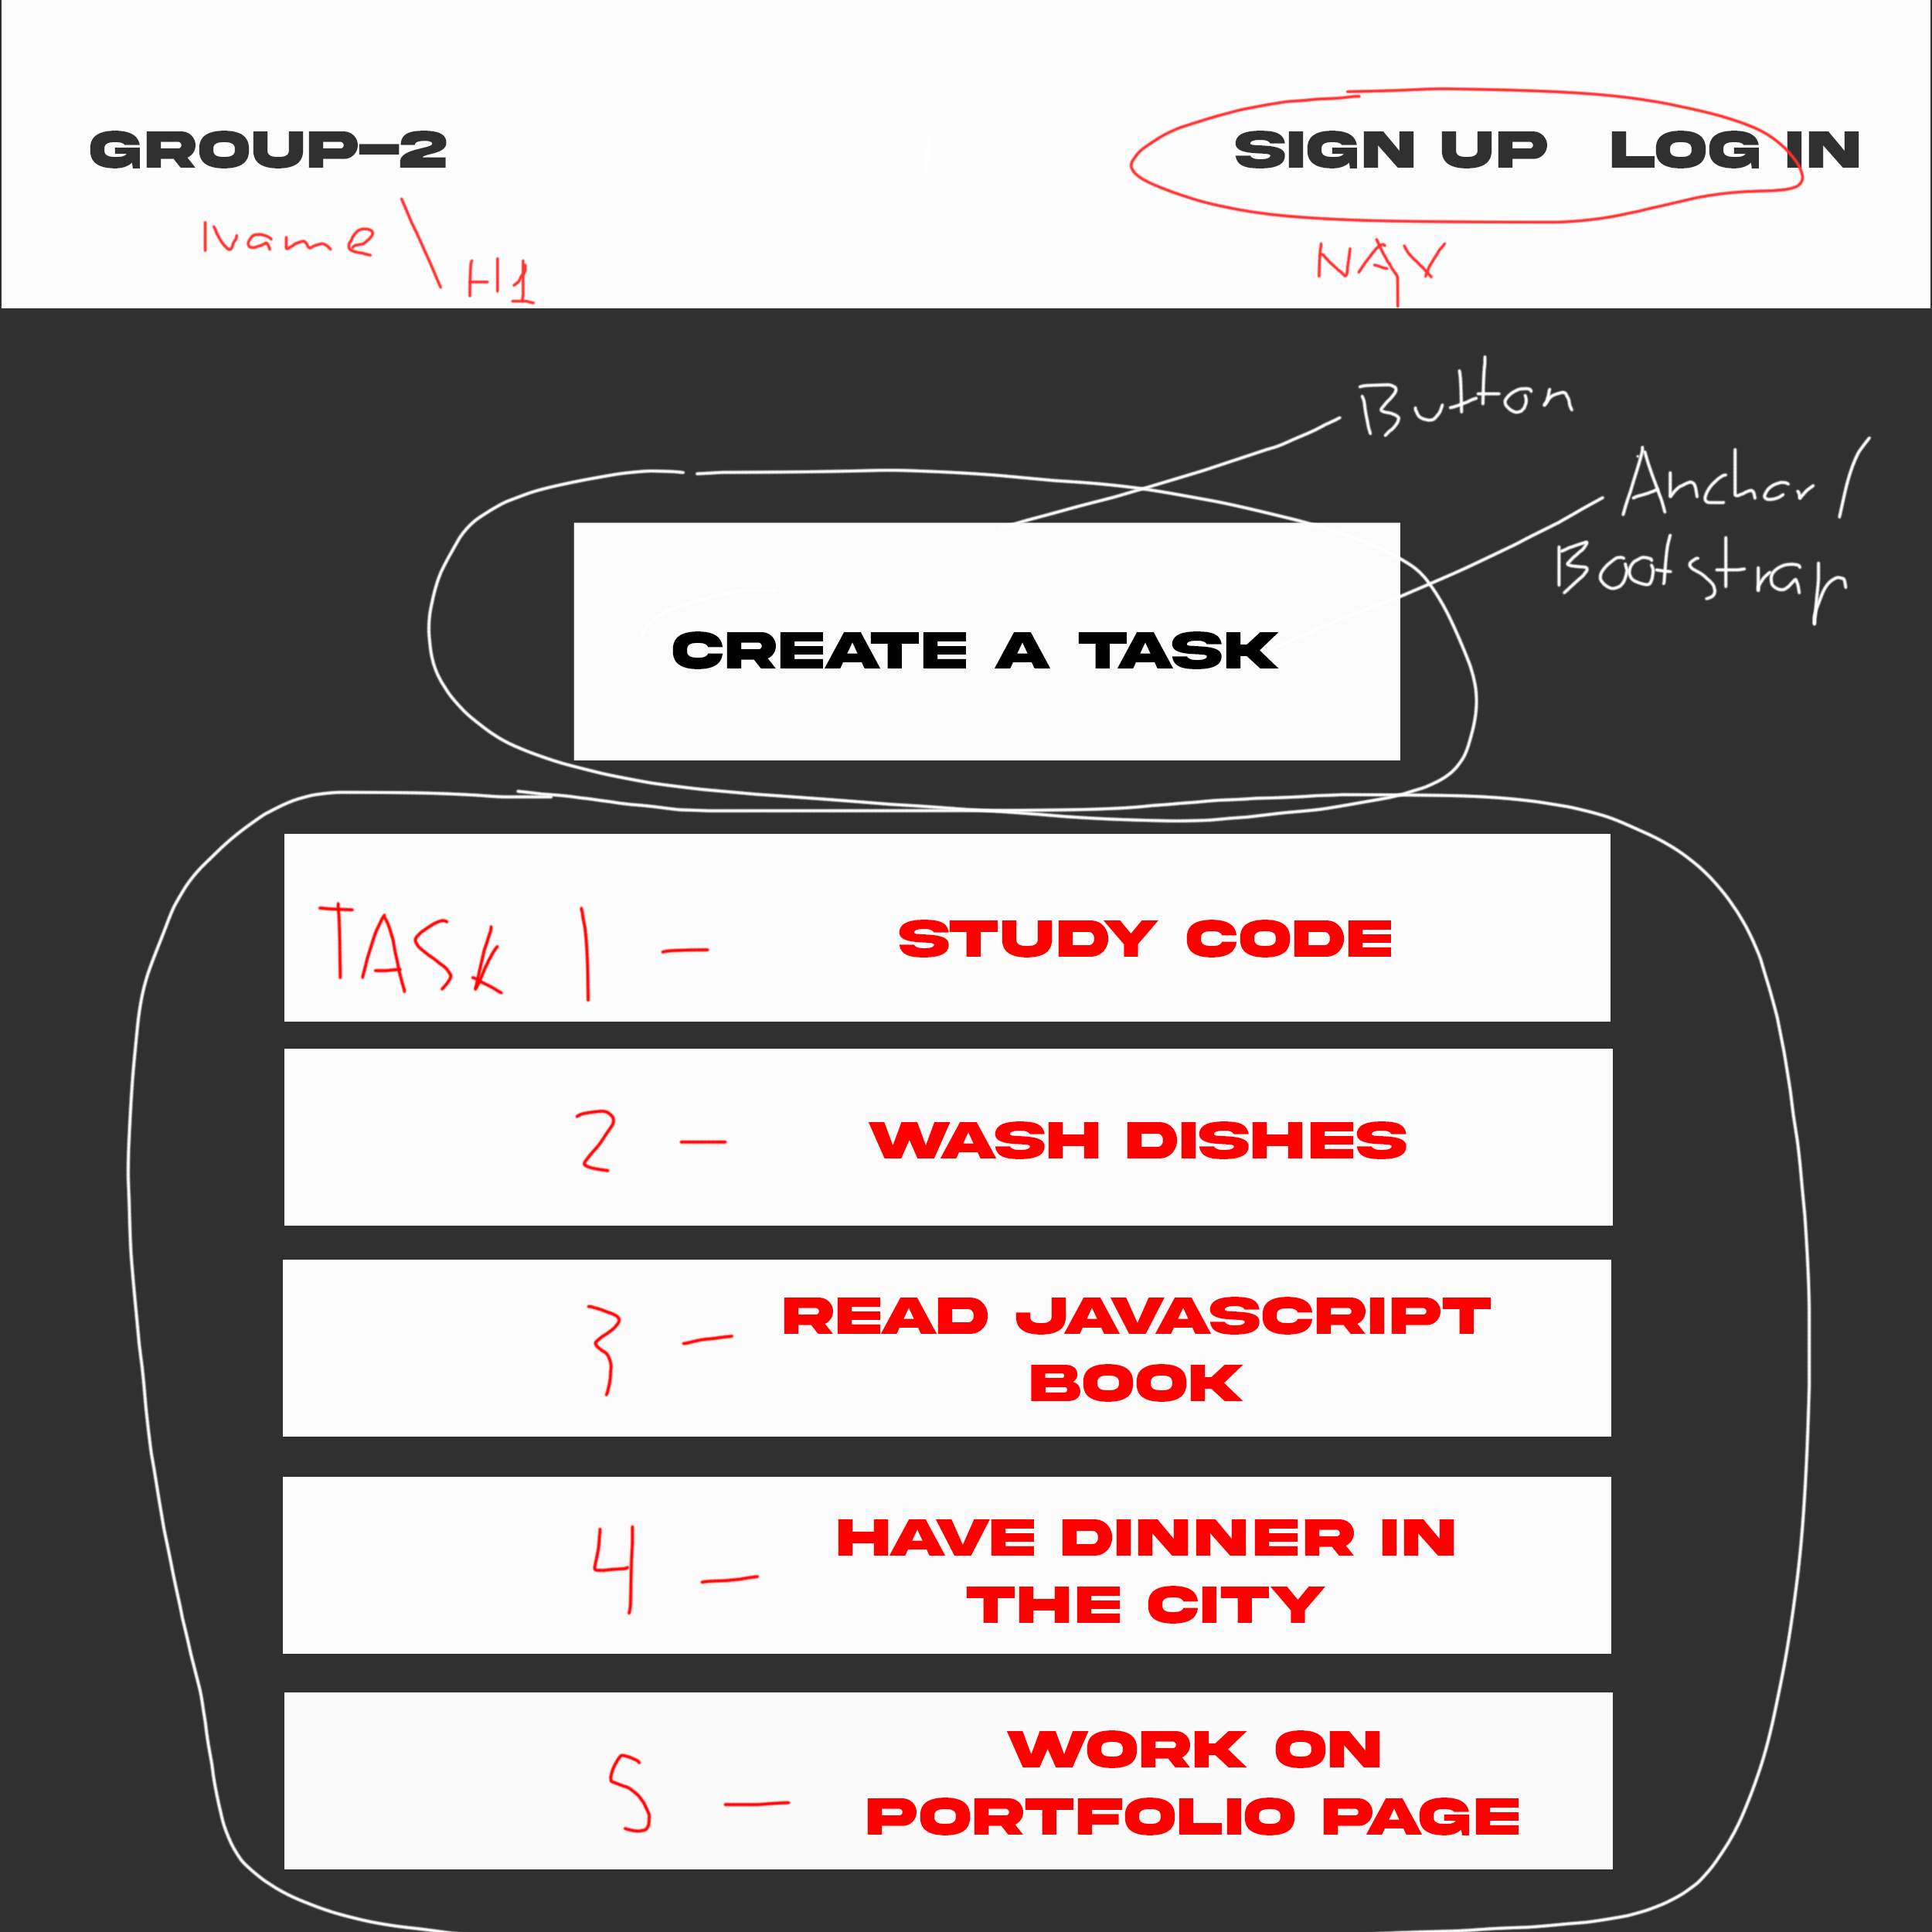 GROUP-2
SIGN UP LOG IN
Name \ H1
NAY
Button
Anchor/
Bootstrap
CREATE A TASK
TASK 1 - STUDY CODE
2 - WASH DISHES
3 - READ JAVASCRIPT
BOOK
4 - HAVE DINNER IN
THE CITY
5 - WORK ON
PORTFOLIO PAGE